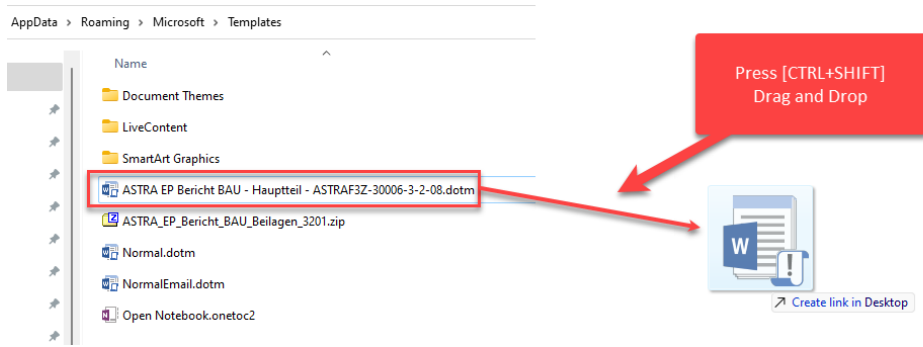 AppData > Roaming > Microsoft > Templates
Name
Document Themes
LiveContent
SmartArt Graphics
ASTRA EP Bericht BAU - Hauptteil - ASTRAF3Z-30006-3-2-08.dotm
ASTRA_EP_Bericht_BAU_Beilagen_3201.zip
Normal.dotm
NormalEmail.dotm
Open Notebook.onetoc2
Press [CTRL+SHIFT]
Drag and Drop
W
Create link in Desktop